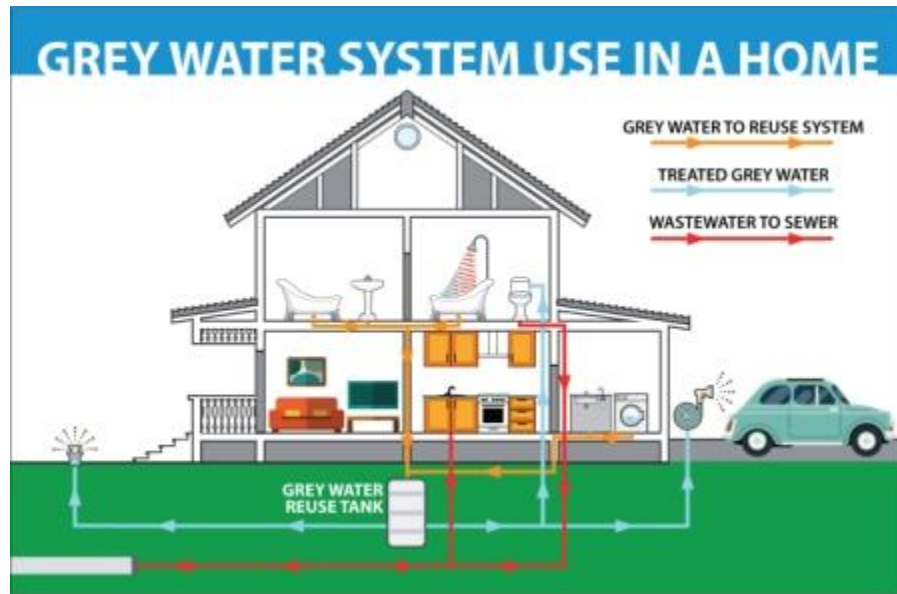 GREY WATER SYSTEM USE IN A HOME
GREY WATER TO REUSE SYSTEM
TREATED GREY WATER
WASTEWATER TO SEWER
GREY WATER
REUSE TANK